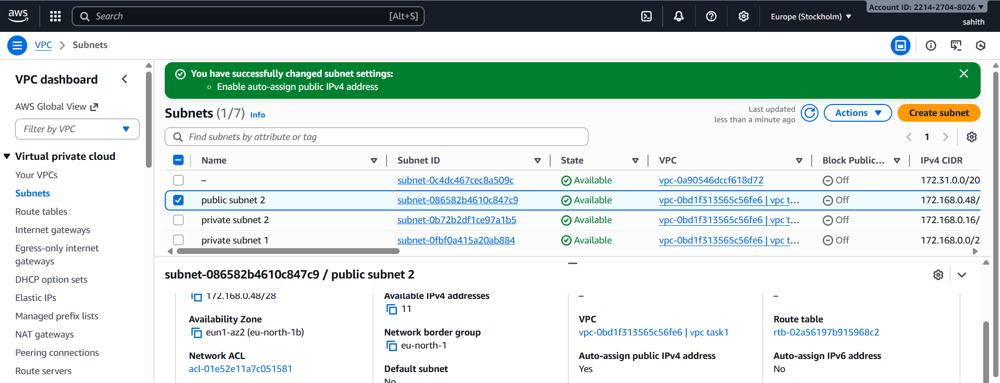 aws
Search
[Alt+S]
Europe (Stockholm)
Account ID: 2214-2704-8026
sahith
VPC
Subnets
VPC dashboard
AWS Global View
Filter by VPC
Virtual private cloud
Your VPCs
Subnets
Route tables
Internet gateways
Egress-only internet
gateways
DHCP option sets
Elastic IPs
Managed prefix lists
NAT gateways
Peering connections
Route servers
You have successfully changed subnet settings:
Enable auto-assign public IPv4 address
Subnets (1/7) Info
Last updated
less than a minute ago
Actions
Create subnet
Find subnets by attribute or tag
1
Name Subnet ID State VPC Block Public... IPv4 CIDR
– subnet-0c4dc467cec8a509c Available vpc-0a90546dccf618d72 Off 172.31.0.0/20
public subnet 2 subnet-086582b4610c847c9 Available vpc-0bd1f313565c56fe6 | vpc t... Off 172.168.0.48/
private subnet 2 subnet-0b72b2df1ce97a1b5 Available vpc-0bd1f313565c56fe6 | vpc t... Off 172.168.0.16/
private subnet 1 subnet-0fbf0a415a20ab884 Available vpc-0bd1f313565c56fe6 | vpc t... Off 172.168.0.0/2
subnet-086582b4610c847c9 / public subnet 2
172.168.0.48/28
Availability Zone
eun1-az2 (eu-north-1b)
Network ACL
acl-01e52e11a7c051581
Available IPv4 addresses
11
Network border group
eu-north-1
Default subnet
No
–
VPC
vpc-0bd1f313565c56fe6 | vpc task1
Auto-assign public IPv4 address
Yes
–
Route table
rtb-02a56197b915968c2
Auto-assign IPv6 address
No